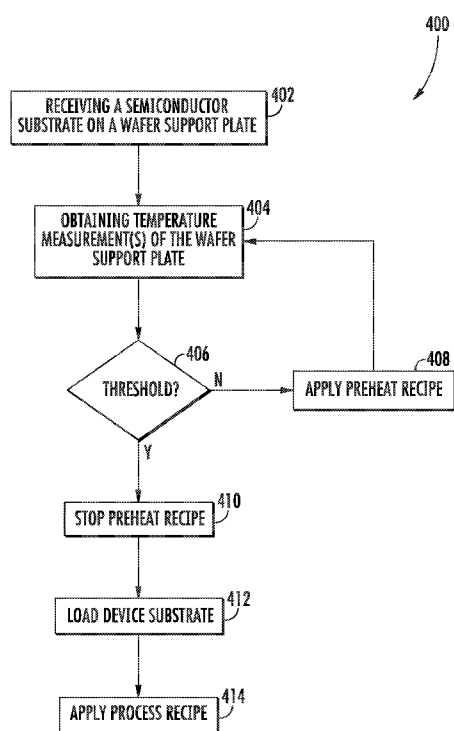 400
RECEIVING A SEMICONDUCTOR
SUBSTRATE ON A WAFER SUPPORT PLATE
402
OBTAINING TEMPERATURE
MEASUREMENT(S) OF THE WAFER
SUPPORT PLATE
404
THRESHOLD?
406
N
APPLY PREHEAT RECIPE
408
Y
STOP PREHEAT RECIPE
410
LOAD DEVICE SUBSTRATE
412
APPLY PROCESS RECIPE
414